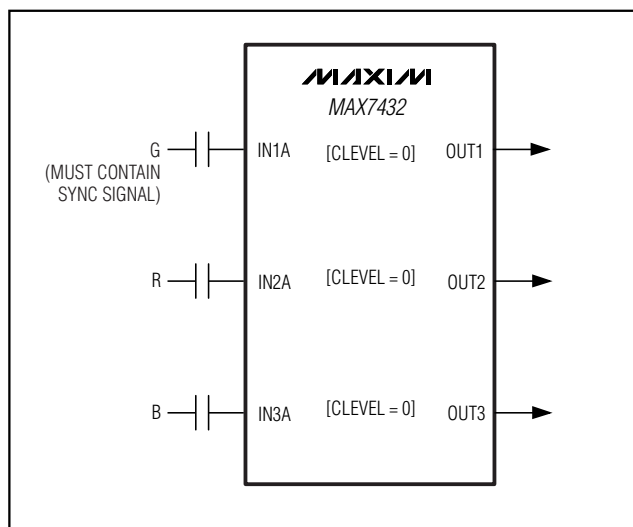 MAXIM
MAX7432
G
(MUST CONTAIN
SYNC SIGNAL)
IN1A
[CLEVEL = 0]
OUT1
R
IN2A
[CLEVEL = 0]
OUT2
B
IN3A
[CLEVEL = 0]
OUT3